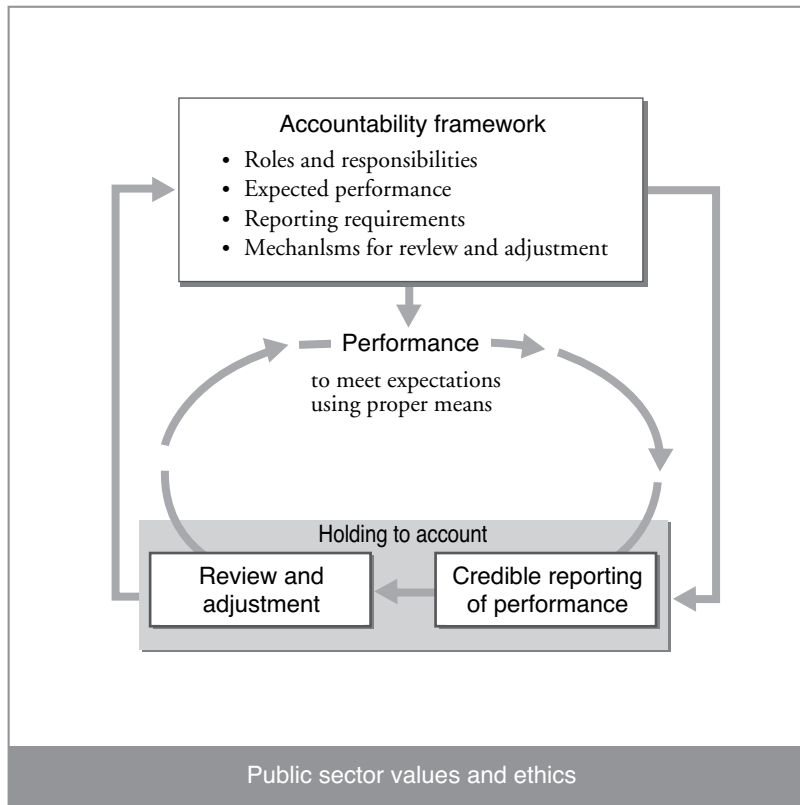 Accountability framework
• Roles and responsibilities
• Expected performance
• Reporting requirements
• Mechanlsms for revlew and adjustment
Performance
to meet expectations
using proper means
Holding to account
Review and
adjustment
Credible reporting
of performance
Public sector values and ethics